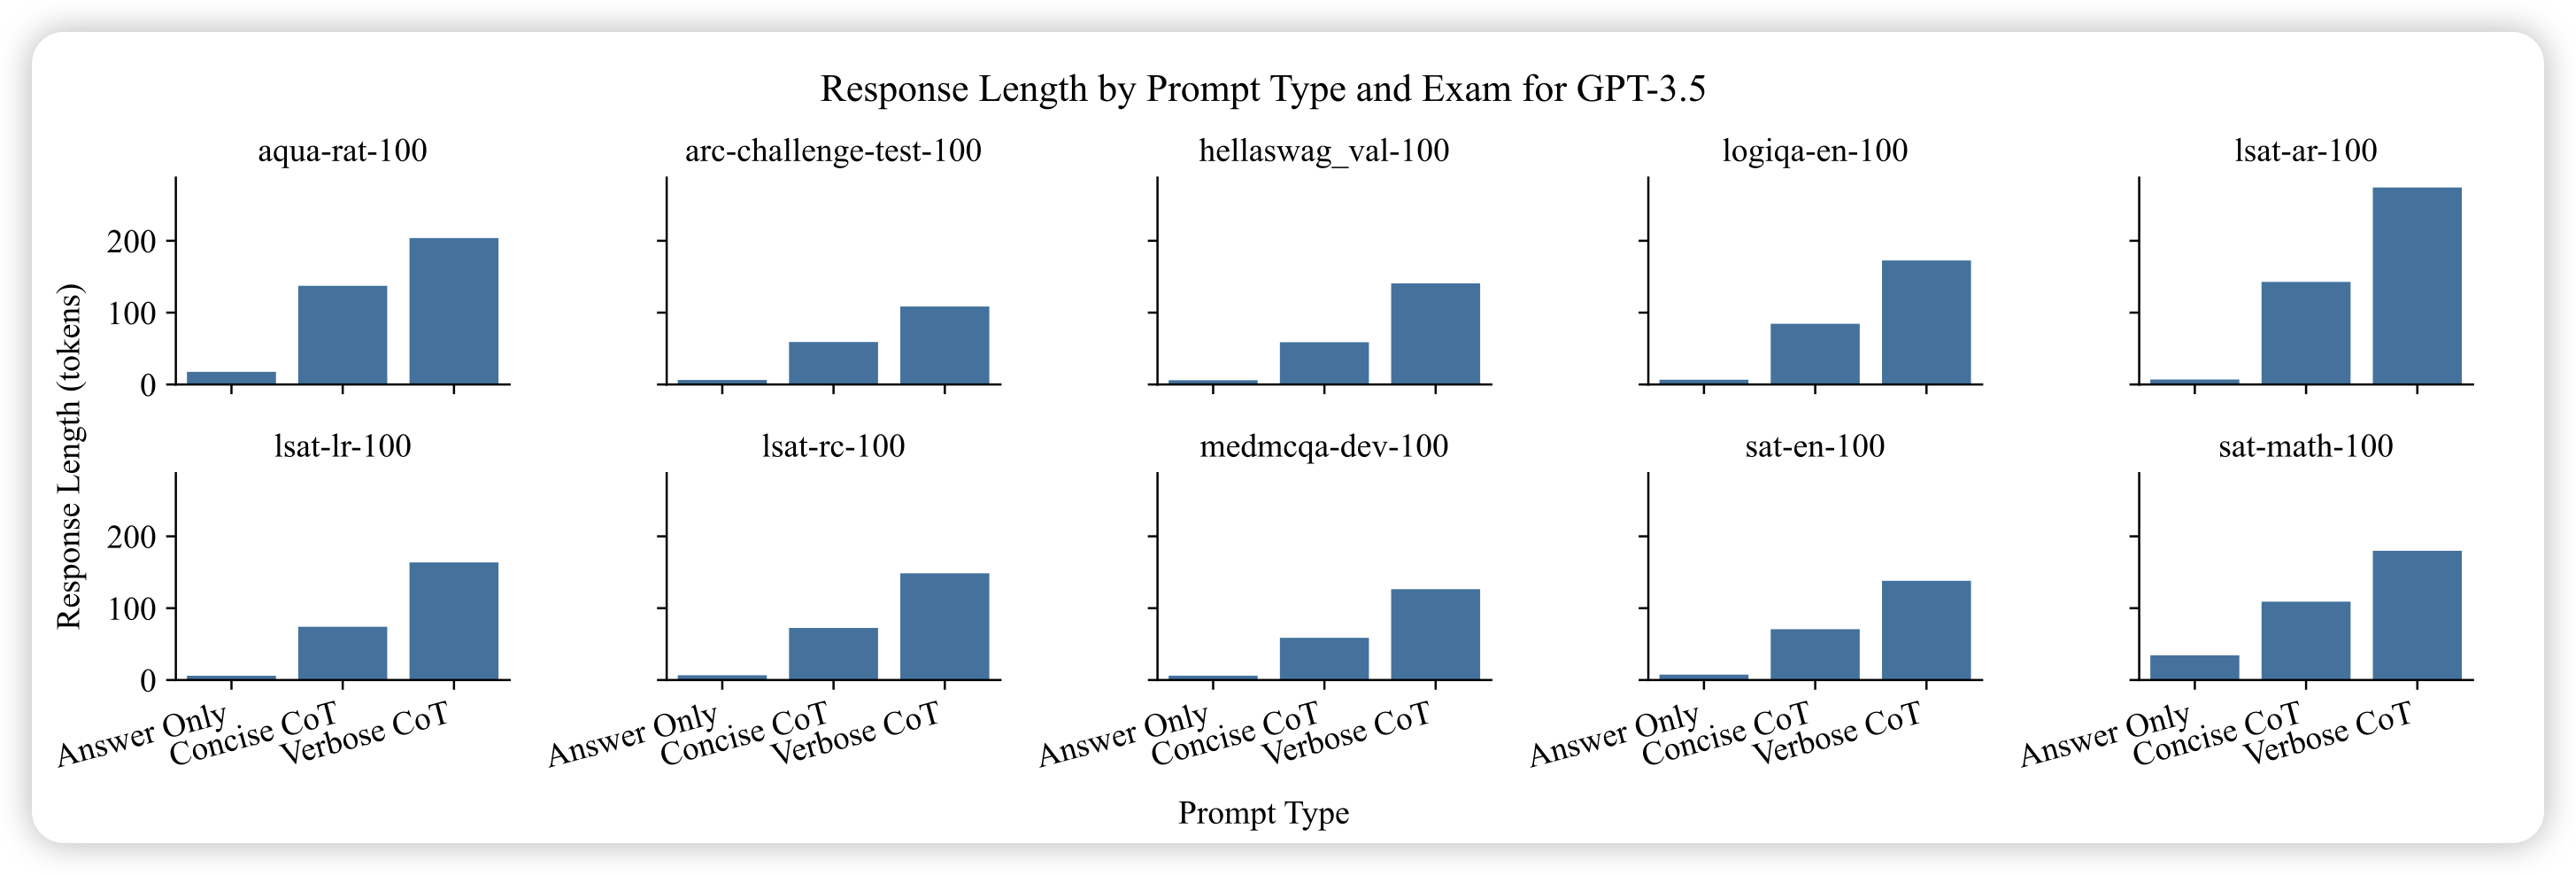 Response Length by Prompt Type and Exam for GPT-3.5
aqua-rat-100
arc-challenge-test-100
hellaswag_val-100
logiqa-en-100
lsat-ar-100
200
100
0
Response Length (tokens)
lsat-lr-100
lsat-rc-100
medmcqa-dev-100
sat-en-100
sat-math-100
200
100
0
Answer Only
Concise CoT
Verbose CoT
Answer Only
Concise CoT
Verbose CoT
Answer Only
Concise CoT
Verbose CoT
Answer Only
Concise CoT
Verbose CoT
Answer Only
Concise CoT
Verbose CoT
Prompt Type